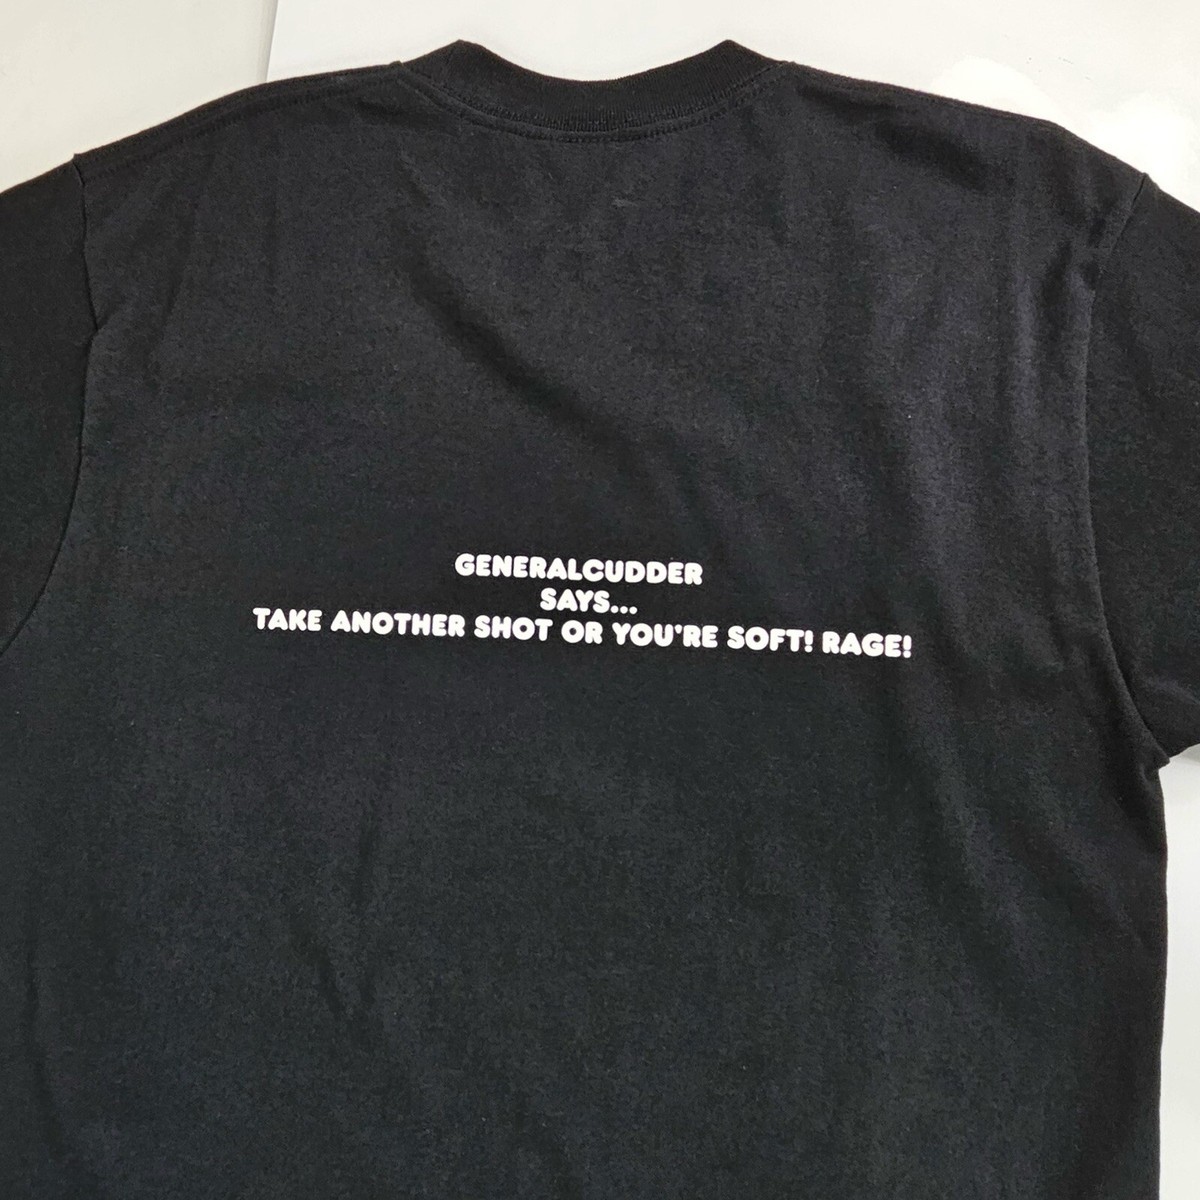 GENERALCUDDER
SAYS...
TAKE ANOTHER SHOT OR YOU'RE SOFT! RAGE!